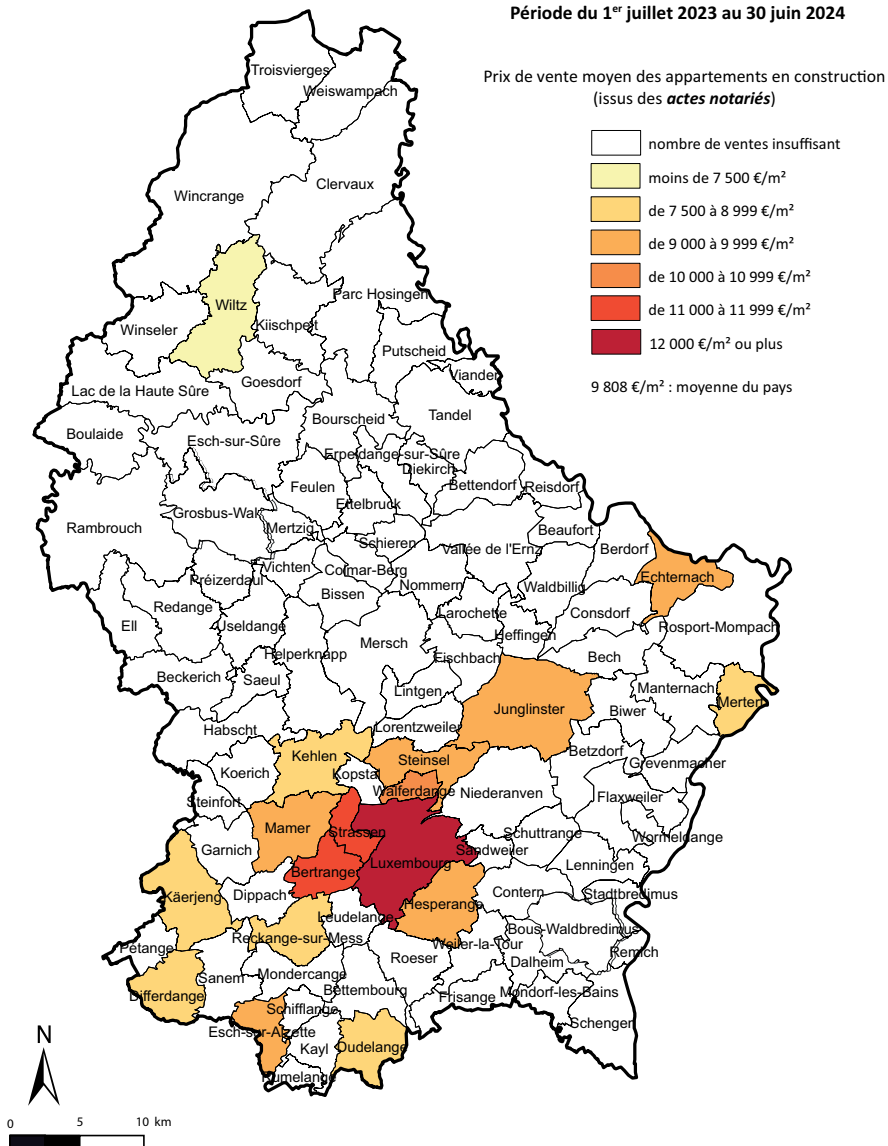 Période du 1er juillet 2023 au 30 juin 2024
Prix de vente moyen des appartements en construction
(issus des actes notariés)
nombre de ventes insuffisant
moins de 7 500 €/m²
de 7 500 à 8 999 €/m²
de 9 000 à 9 999 €/m²
de 10 000 à 10 999 €/m²
de 11 000 à 11 999 €/m²
12 000 €/m² ou plus
9 808 €/m² : moyenne du pays
Troisvierges
Weiswampach
Clervaux
Wincrange
Parc Hosingen
Wiltz
Kiischpelt
Winseler
Putscheid
Vianden
Goesdorf
Lac de la Haute Sûre
Tandel
Bourscheid
Boulaide
Esch-sur-Sûre
Erpeldange-sur-Sûre
Diekirch
Bettendorf
Reisdorf
Feulen
Ettelbruck
Grosbus-Wal
Rambrouch
Mertzig
Beaufort
Schieren
Vallée de l'Ernz
Berdorf
Vichten
Colmar-Berg
Echternach
Préizerdaul
Nommern
Waldbillig
Bissen
Redange
Larochette
Consdorf
Ell
Useldange
Heffingen
Rosport-Mompach
Mersch
Helperknapp
Fischbach
Bech
Beckerich
Saeul
Lintgen
Manternach
Mertert
Junglinster
Biwer
Habscht
Lorentzweiler
Kehlen
Steinsel
Betzdorf
Grevenmacher
Koerich
Kopstal
Walferdange
Niederanven
Flaxweiler
Steinfort
Mamer
Strassen
Schuttrange
Wormeldange
Garnich
Luxembourg
Sandweiler
Lenningen
Bertrange
Käerjeng
Dippach
Hesperange
Contern
Stadtbredimus
Leudelange
Reckange-sur-Mess
Bous-Waldbredimus
Pétange
Weiler-la-Tour
Remich
Roeser
Dalheim
Sanem
Mondercange
Differdange
Bettembourg
Frisange
Mondorf-les-Bains
Schifflange
Schengen
Esch-sur-Alzette
Kayl
Dudelange
Rumelange
N
0 5 10 km